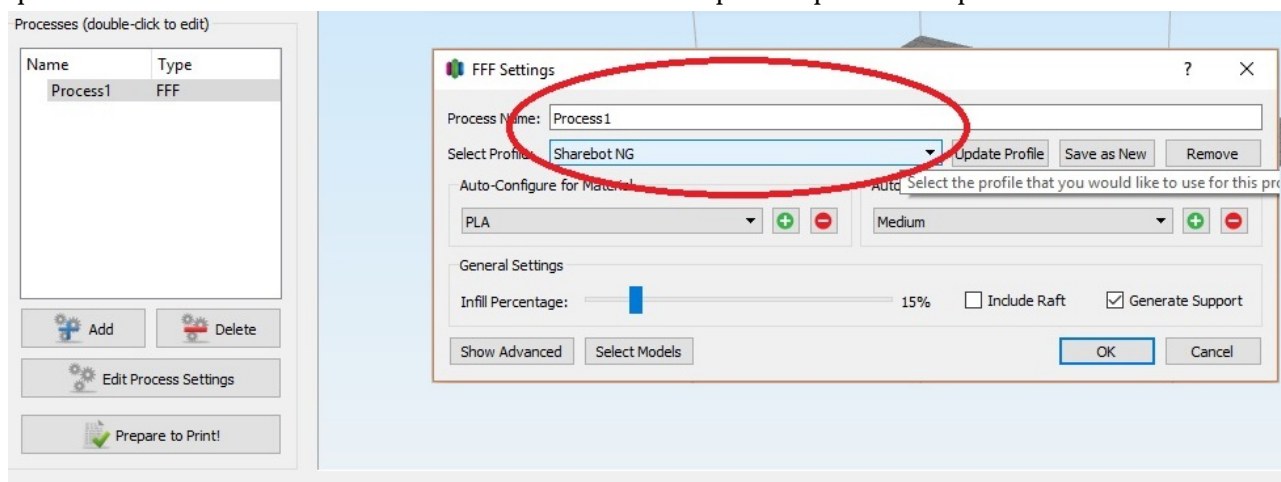 Processes (double-click to edit)
Name Type
Process1 FFF
Add Delete
Edit Process Settings
Prepare to Print!
FFF Settings ? X
Process Name: Process1
Select Profile: Sharebot NG Update Profile Save as New Remove
Auto-Configure for Material
Select the profile that you would like to use for this pro
PLA Medium
General Settings
Infill Percentage: 15% Include Raft Generate Support
Show Advanced Select Models OK Cancel